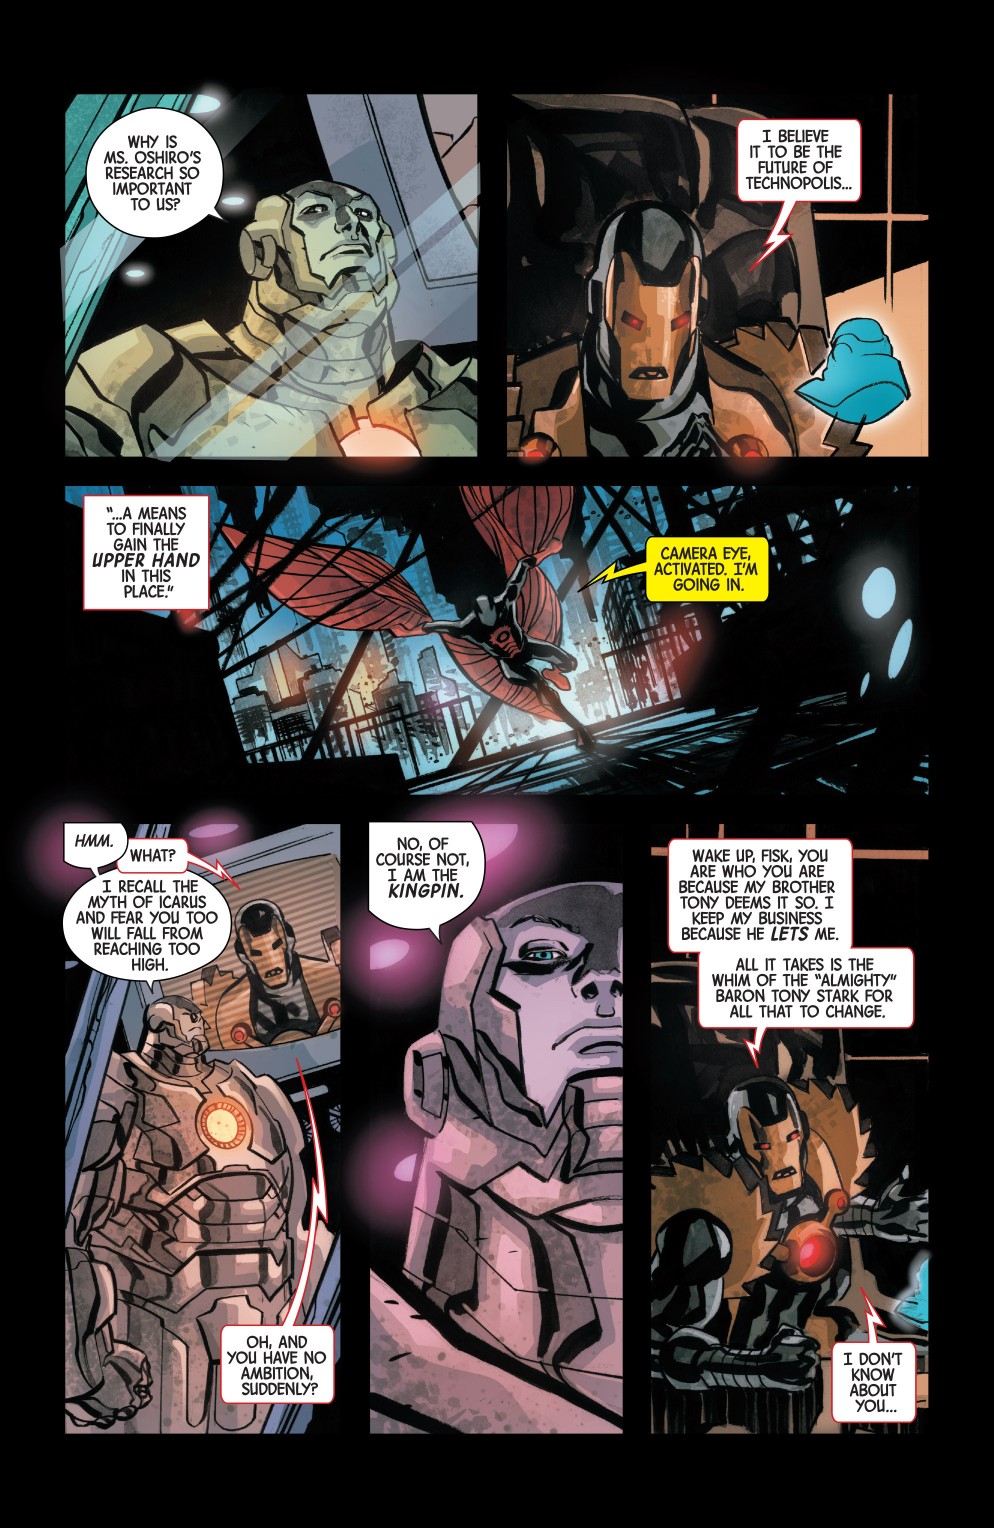 WHY IS
MS. OSHIRO'S
RESEARCH SO
IMPORTANT
TO US?
I BELIEVE
IT TO BE THE
FUTURE OF
TECHNOPOLIS...
"...A MEANS
TO FINALLY
GAIN THE
UPPER HAND
IN THIS
PLACE."
CAMERA EYE,
ACTIVATED. I'M
GOING IN.
HMM.
WHAT?
I RECALL THE
MYTH OF ICARUS
AND FEAR YOU TOO
WILL FALL FROM
REACHING TOO
HIGH.
OH, AND
YOU HAVE NO
AMBITION,
SUDDENLY?
NO, OF
COURSE NOT,
I AM THE
KINGPIN.
WAKE UP, FISK, YOU
ARE WHO YOU ARE
BECAUSE MY BROTHER
TONY DEEMS IT SO. I
KEEP MY BUSINESS
BECAUSE HE LETS ME.
ALL IT TAKES IS THE
WHIM OF THE "ALMIGHTY"
BARON TONY STARK FOR
ALL THAT TO CHANGE.
I DON'T
KNOW
ABOUT
YOU...